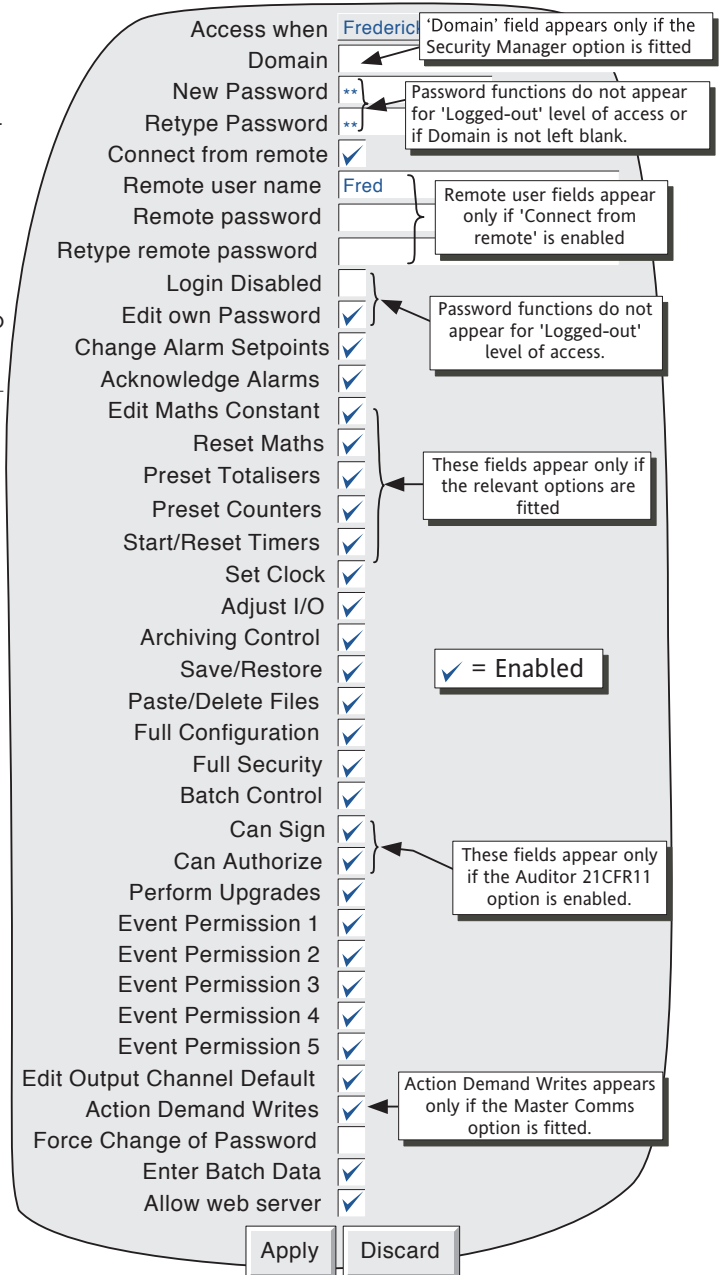 Access when Frederick
'Domain' field appears only if the
Security Manager option is fitted
Domain
New Password **
Retype Password **
Password functions do not appear
for 'Logged-out' level of access or
if Domain is not left blank.
Connect from remote
Remote user name Fred
Remote password
Retype remote password
Remote user fields appear
only if 'Connect from
remote' is enabled
Login Disabled
Edit own Password
Password functions do not
appear for 'Logged-out'
level of access.
Change Alarm Setpoints
Acknowledge Alarms
Edit Maths Constant
Reset Maths
Preset Totalisers
Preset Counters
Start/Reset Timers
These fields appear only if
the relevant options are
fitted
Set Clock
Adjust I/O
Archiving Control
Save/Restore
= Enabled
Paste/Delete Files
Full Configuration
Full Security
Batch Control
Can Sign
Can Authorize
These fields appear only
if the Auditor 21CFR11
option is enabled.
Perform Upgrades
Event Permission 1
Event Permission 2
Event Permission 3
Event Permission 4
Event Permission 5
Edit Output Channel Default
Action Demand Writes
Action Demand Writes appears
only if the Master Comms
option is fitted.
Force Change of Password
Enter Batch Data
Allow web server
Apply Discard